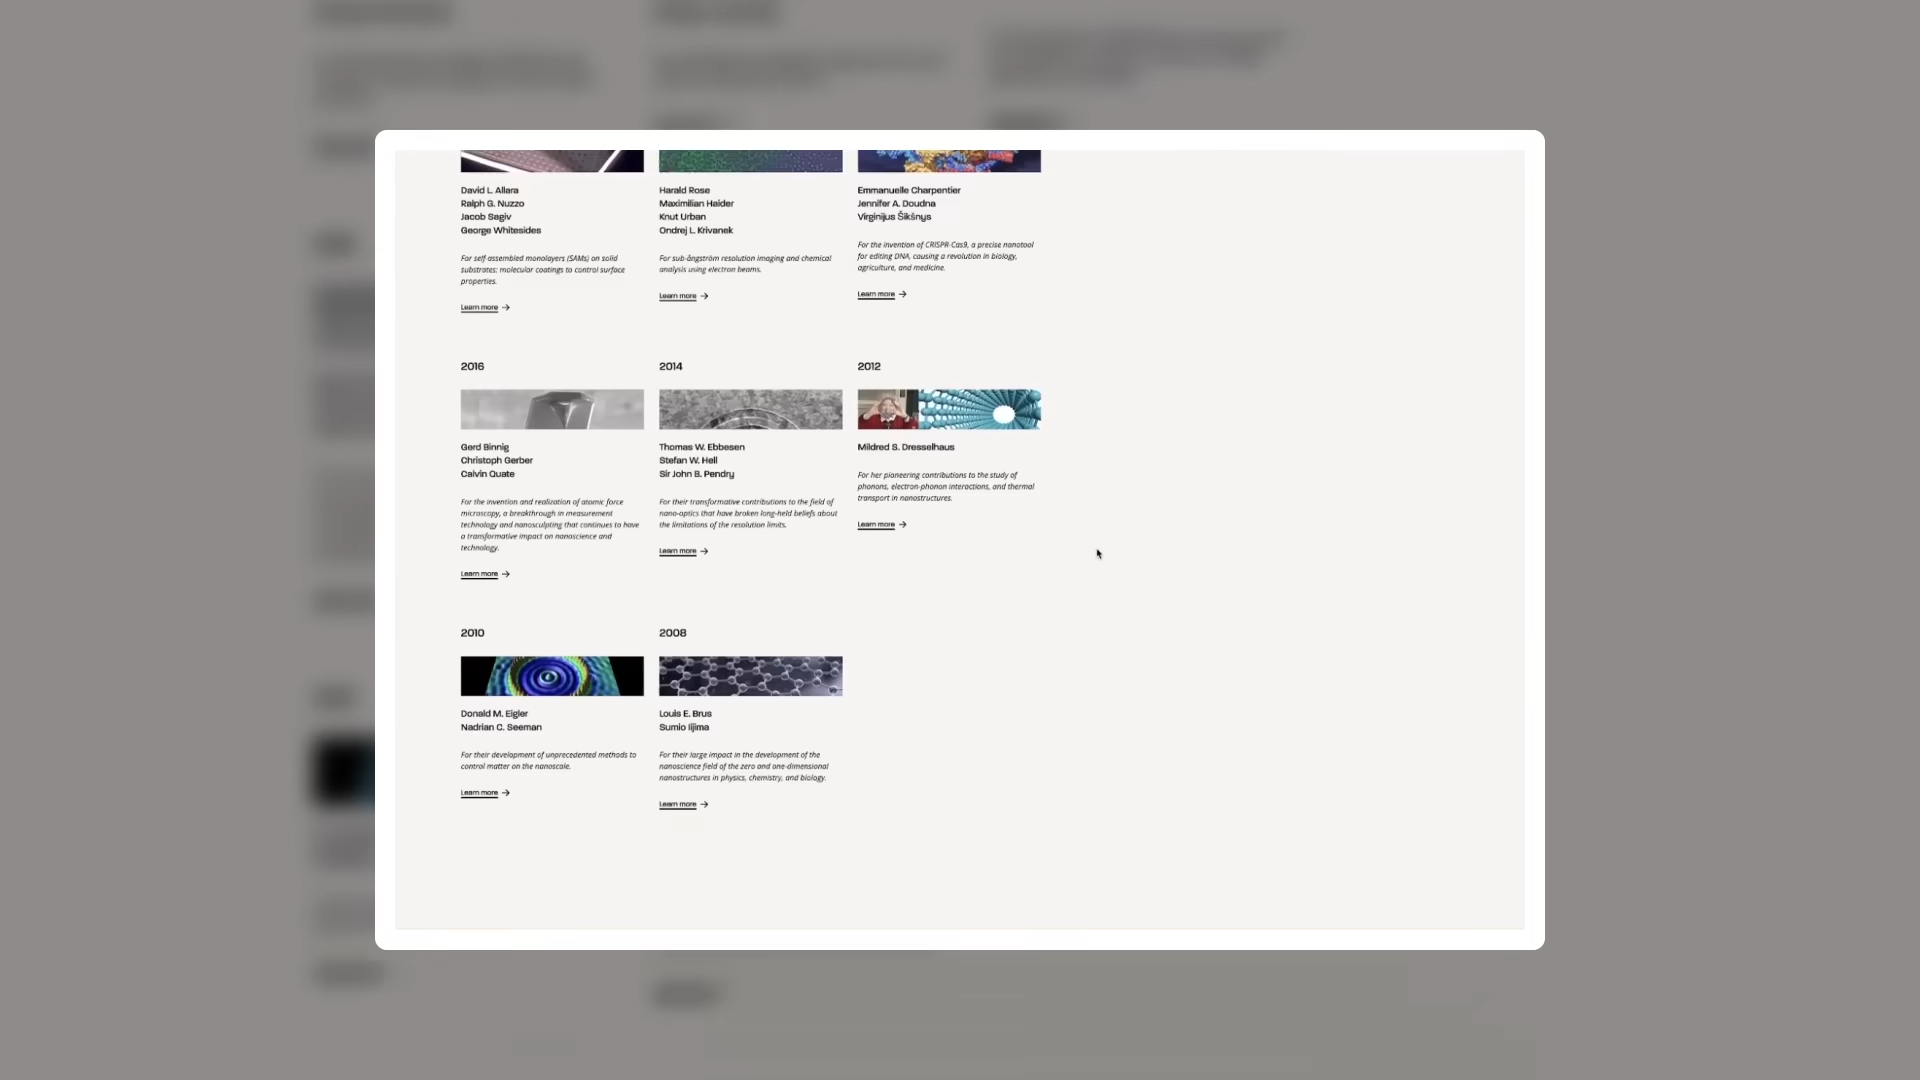 David L. Allara
Ralph G. Nuzzo
Jacob Sagiv
George Whitesides
For self-assembled monolayers (SAMs) on solid
substrates: molecular coatings to control surface
properties.
Learn more →
Harald Rose
Maximilian Haider
Knut Urban
Ondrej L. Krivanek
For sub-ångström resolution imaging and chemical
analysis using electron beams.
Learn more →
Emmanuelle Charpentier
Jennifer A. Doudna
Virginijus Šikšnys
For the invention of CRISPR-Cas9, a precise nanotool
for editing DNA, causing a revolution in biology,
agriculture, and medicine.
Learn more →
2016
Gerd Binnig
Christoph Gerber
Calvin Quate
For the invention and realization of atomic force
microscopy, a breakthrough in measurement
technology and nanosculpting that continues to have
a transformative impact on nanoscience and
technology.
Learn more →
2014
Thomas W. Ebbesen
Stefan W. Hell
Sir John B. Pendry
For their transformative contributions to the field of
nano-optics that have broken long-held beliefs about
the limitations of the resolution limits.
Learn more →
2012
Mildred S. Dresselhaus
For her pioneering contributions to the study of
phonons, electron-phonon interactions, and thermal
transport in nanostructures.
Learn more →
2010
Donald M. Eigler
Nadrian C. Seeman
For their development of unprecedented methods to
control matter on the nanoscale.
Learn more →
2008
Louis E. Brus
Sumio Iijima
For their large impact in the development of the
nanoscience field of the zero and one-dimensional
nanostructures in physics, chemistry, and biology.
Learn more →